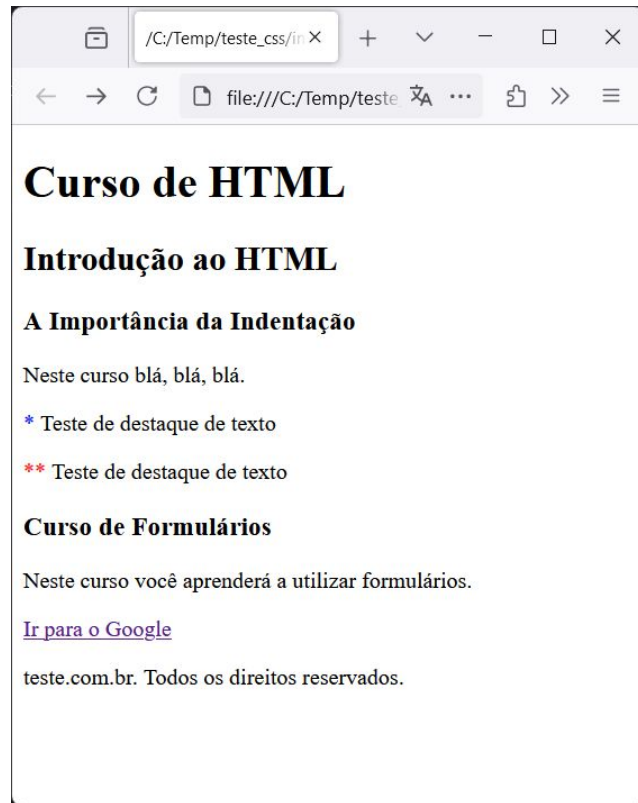 /C:/Temp/teste_css/in
file:///C:/Temp/teste
Curso de HTML
Introdução ao HTML
A Importância da Indentação
Neste curso blá, blá, blá.
* Teste de destaque de texto
** Teste de destaque de texto
Curso de Formulários
Neste curso você aprenderá a utilizar formulários.
Ir para o Google
teste.com.br. Todos os direitos reservados.